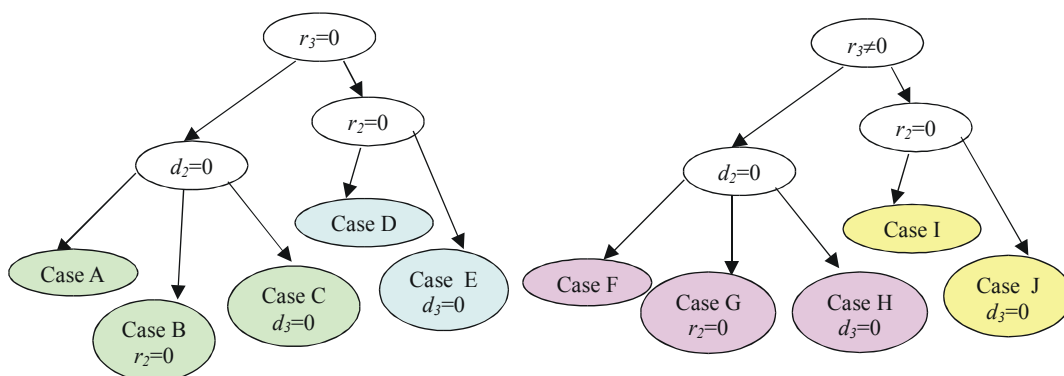 r₃=0
r₂=0
d₂=0
Case D
Case A
Case B
r₂=0
Case C
d₃=0
Case E
d₃=0
r₃≠0
r₂=0
d₂=0
Case I
Case F
Case G
r₂=0
Case H
d₃=0
Case J
d₃=0